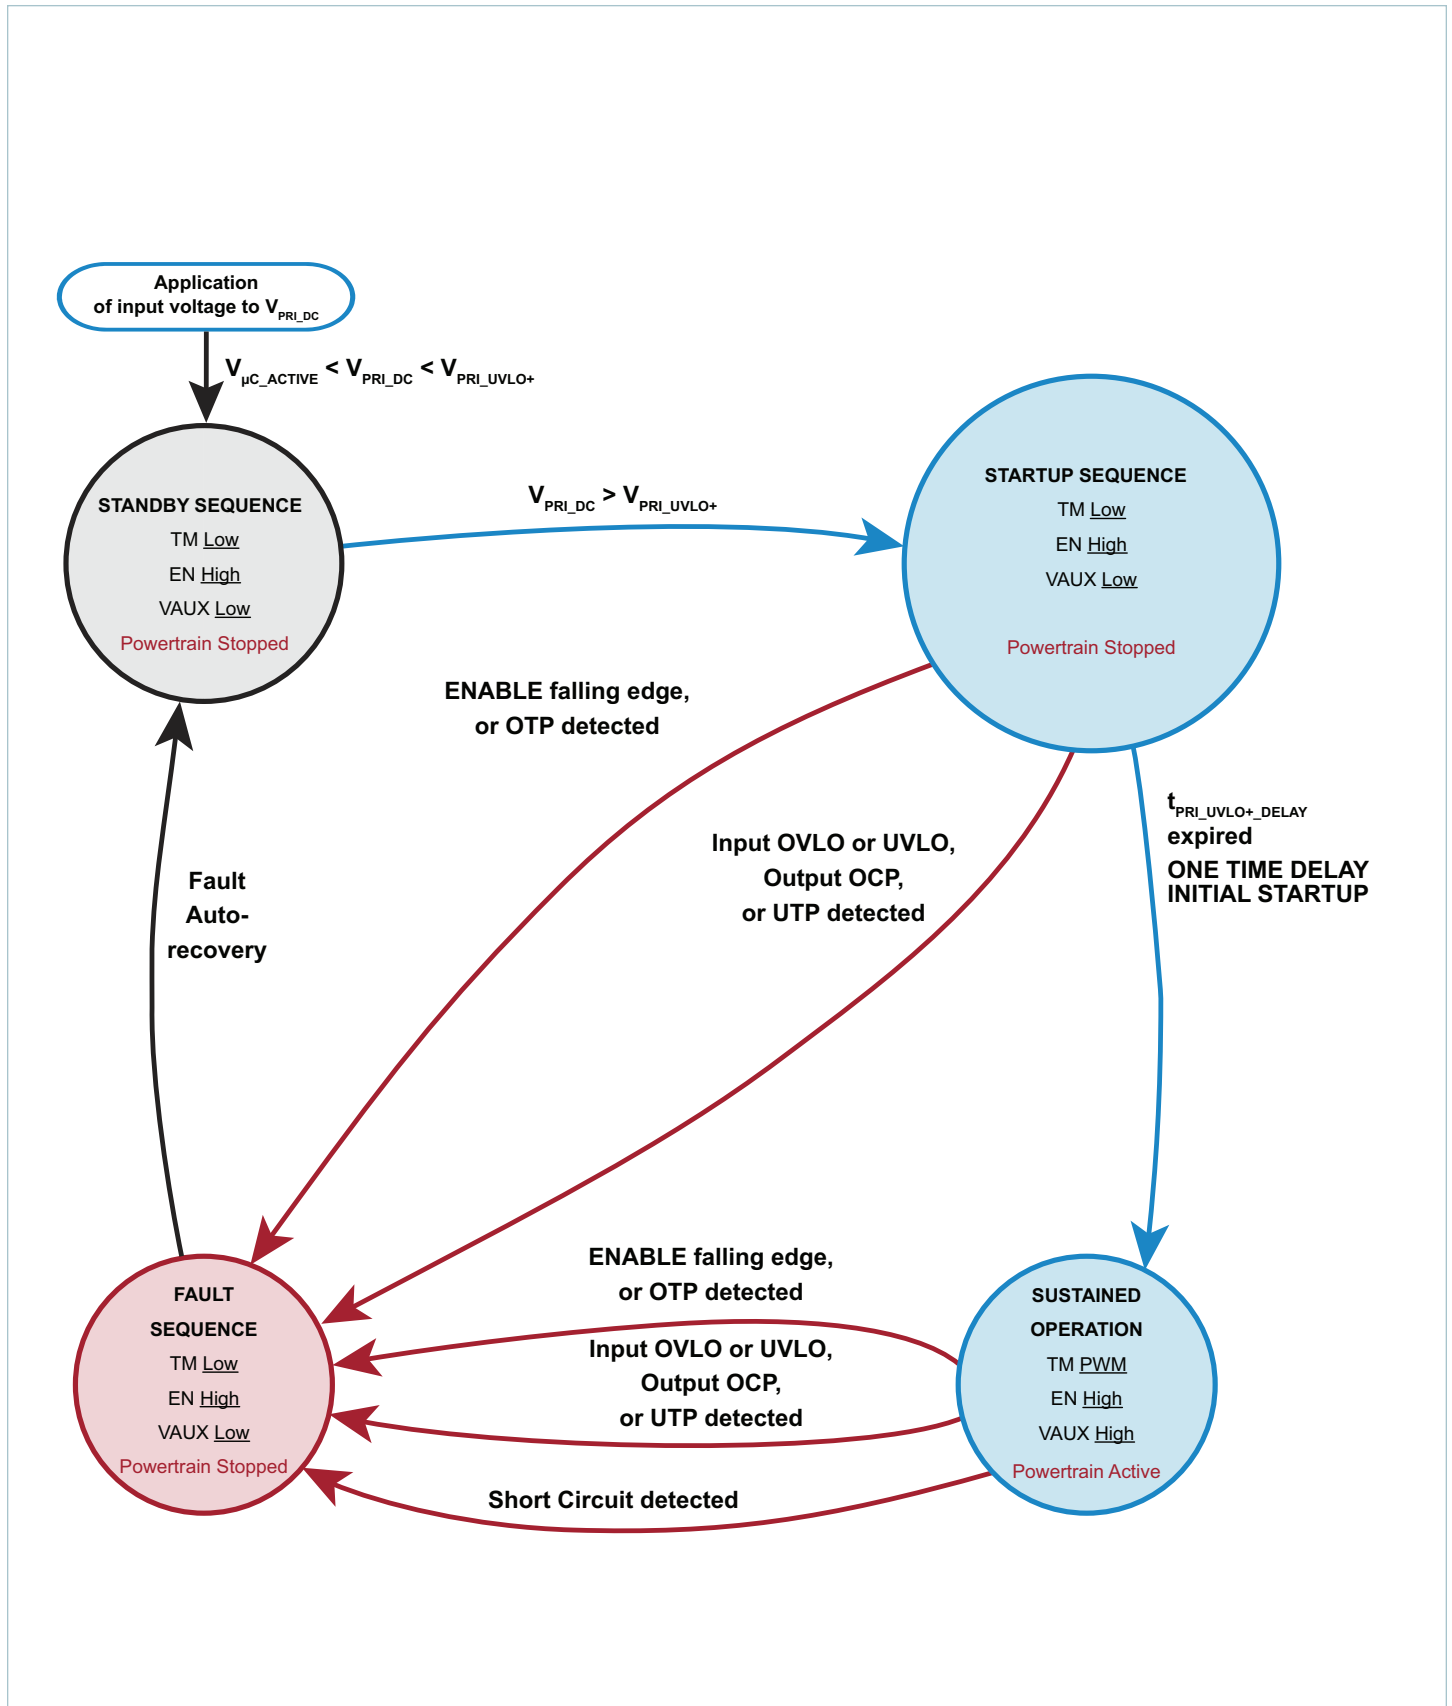 Application
of input voltage to VPRI_DC
VµC_ACTIVE < VPRI_DC < VPRI_UVLO+
STANDBY SEQUENCE
TM Low
EN High
VAUX Low
Powertrain Stopped
VPRI_DC > VPRI_UVLO+
STARTUP SEQUENCE
TM Low
EN High
VAUX Low
Powertrain Stopped
ENABLE falling edge,
or OTP detected
Input OVLO or UVLO,
Output OCP,
or UTP detected
tPRI_UVLO+_DELAY
expired
ONE TIME DELAY
INITIAL STARTUP
Fault
Auto-
recovery
FAULT
SEQUENCE
TM Low
EN High
VAUX Low
Powertrain Stopped
ENABLE falling edge,
or OTP detected
Input OVLO or UVLO,
Output OCP,
or UTP detected
Short Circuit detected
SUSTAINED
OPERATION
TM PWM
EN High
VAUX High
Powertrain Active